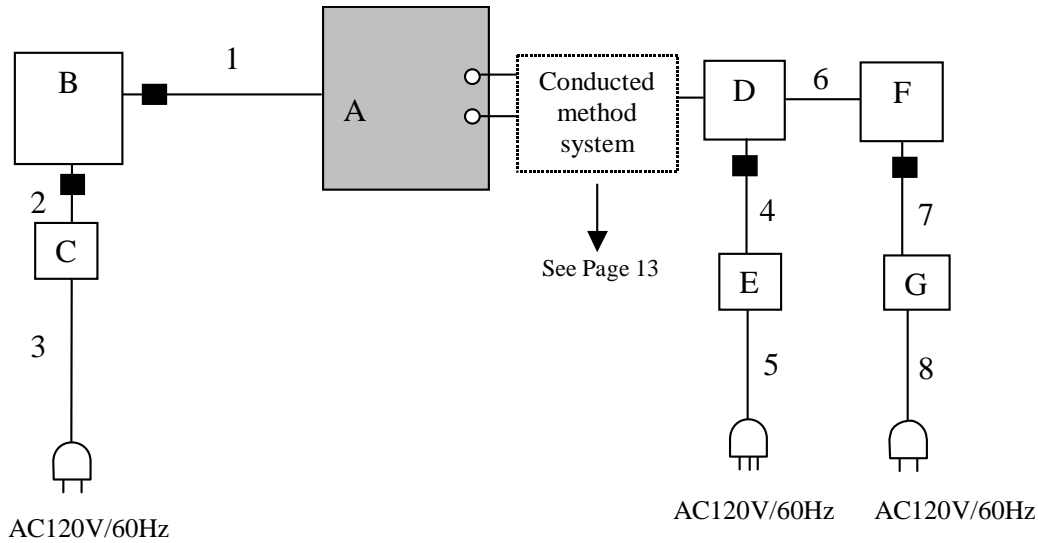 1
B
A
Conducted
method
system
D
6
F
2
C
4
7
See Page 13
E
G
3
5
8
AC120V/60Hz
AC120V/60Hz
AC120V/60Hz